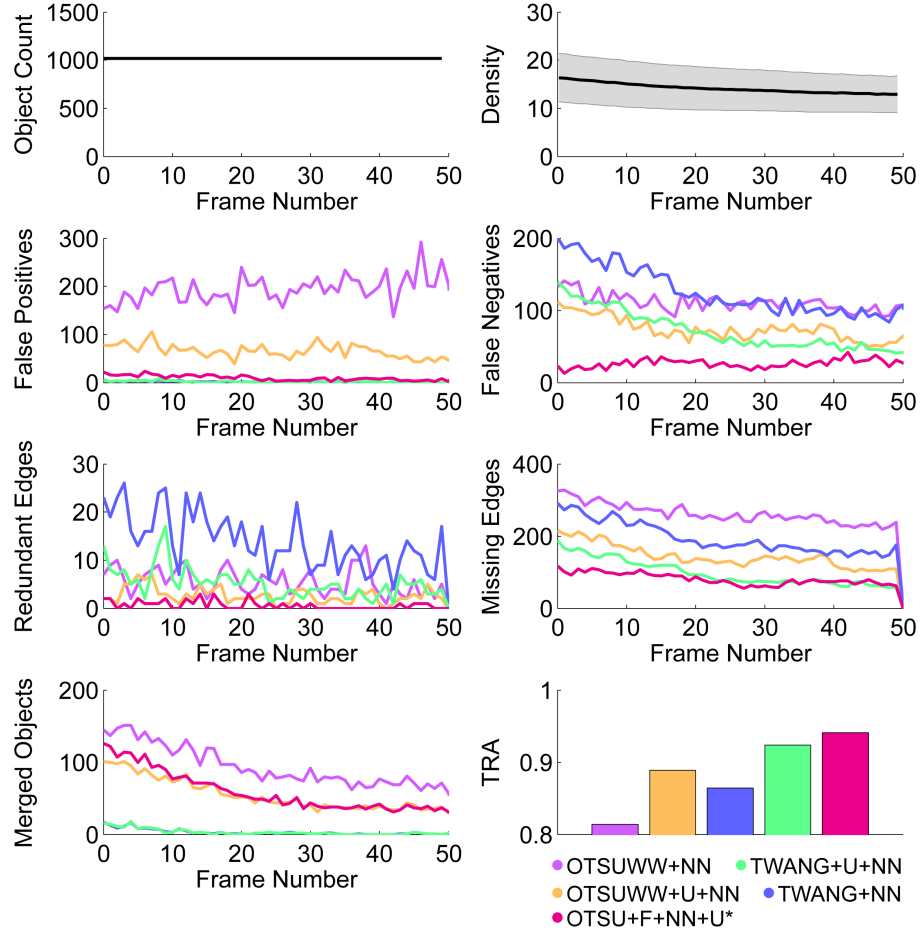 Object Count
1500
1000
500
0
0 10 20 30 40 50
Frame Number
Density
30
20
10
0
0 10 20 30 40 50
Frame Number
False Positives
300
200
100
0
0 10 20 30 40 50
Frame Number
False Negatives
200
100
0
0 10 20 30 40 50
Frame Number
Redundant Edges
30
20
10
0
0 10 20 30 40 50
Frame Number
Missing Edges
400
200
0
0 10 20 30 40 50
Frame Number
Merged Objects
200
100
0
0 10 20 30 40 50
Frame Number
TRA
1
0.9
0.8
OTSUWW+NN TWANG+U+NN
OTSUWW+U+NN TWANG+NN
OTSU+F+NN+U*